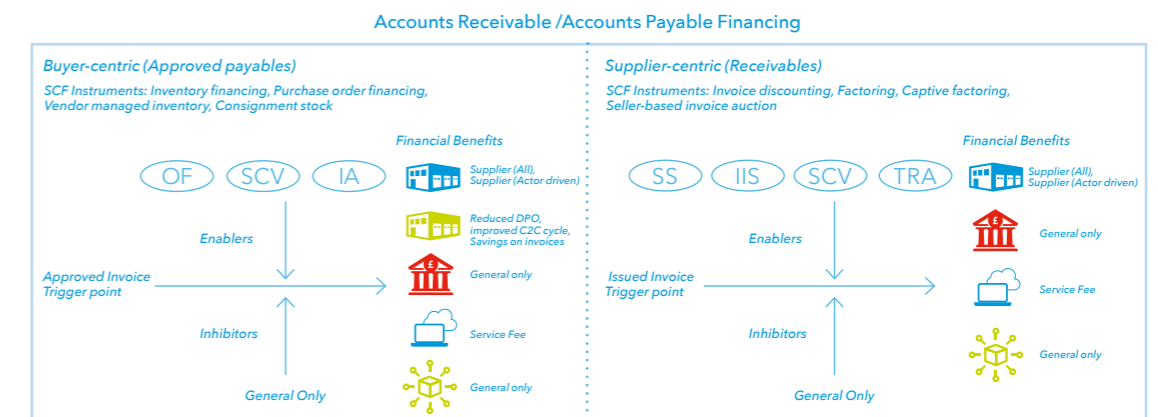 Accounts Receivable /Accounts Payable Financing
Buyer-centric (Approved payables)
SCF Instruments: Inventory financing, Purchase order financing,
Vendor managed inventory, Consignment stock
Financial Benefits
OF
SCV
IA
Supplier (All),
Supplier (Actor driven)
Reduced DPO,
improved C2C cycle,
Savings on invoices
Enablers
£
General only
Approved Invoice
Trigger point
Inhibitors
Service Fee
General only
General Only
Supplier-centric (Receivables)
SCF Instruments: Invoice discounting, Factoring, Captive factoring,
Seller-based invoice auction
Financial Benefits
SS
IIS
SCV
TRA
Supplier (All),
Supplier (Actor driven)
£
General only
Enablers
Issued Invoice
Trigger point
Service Fee
Inhibitors
General only
General Only